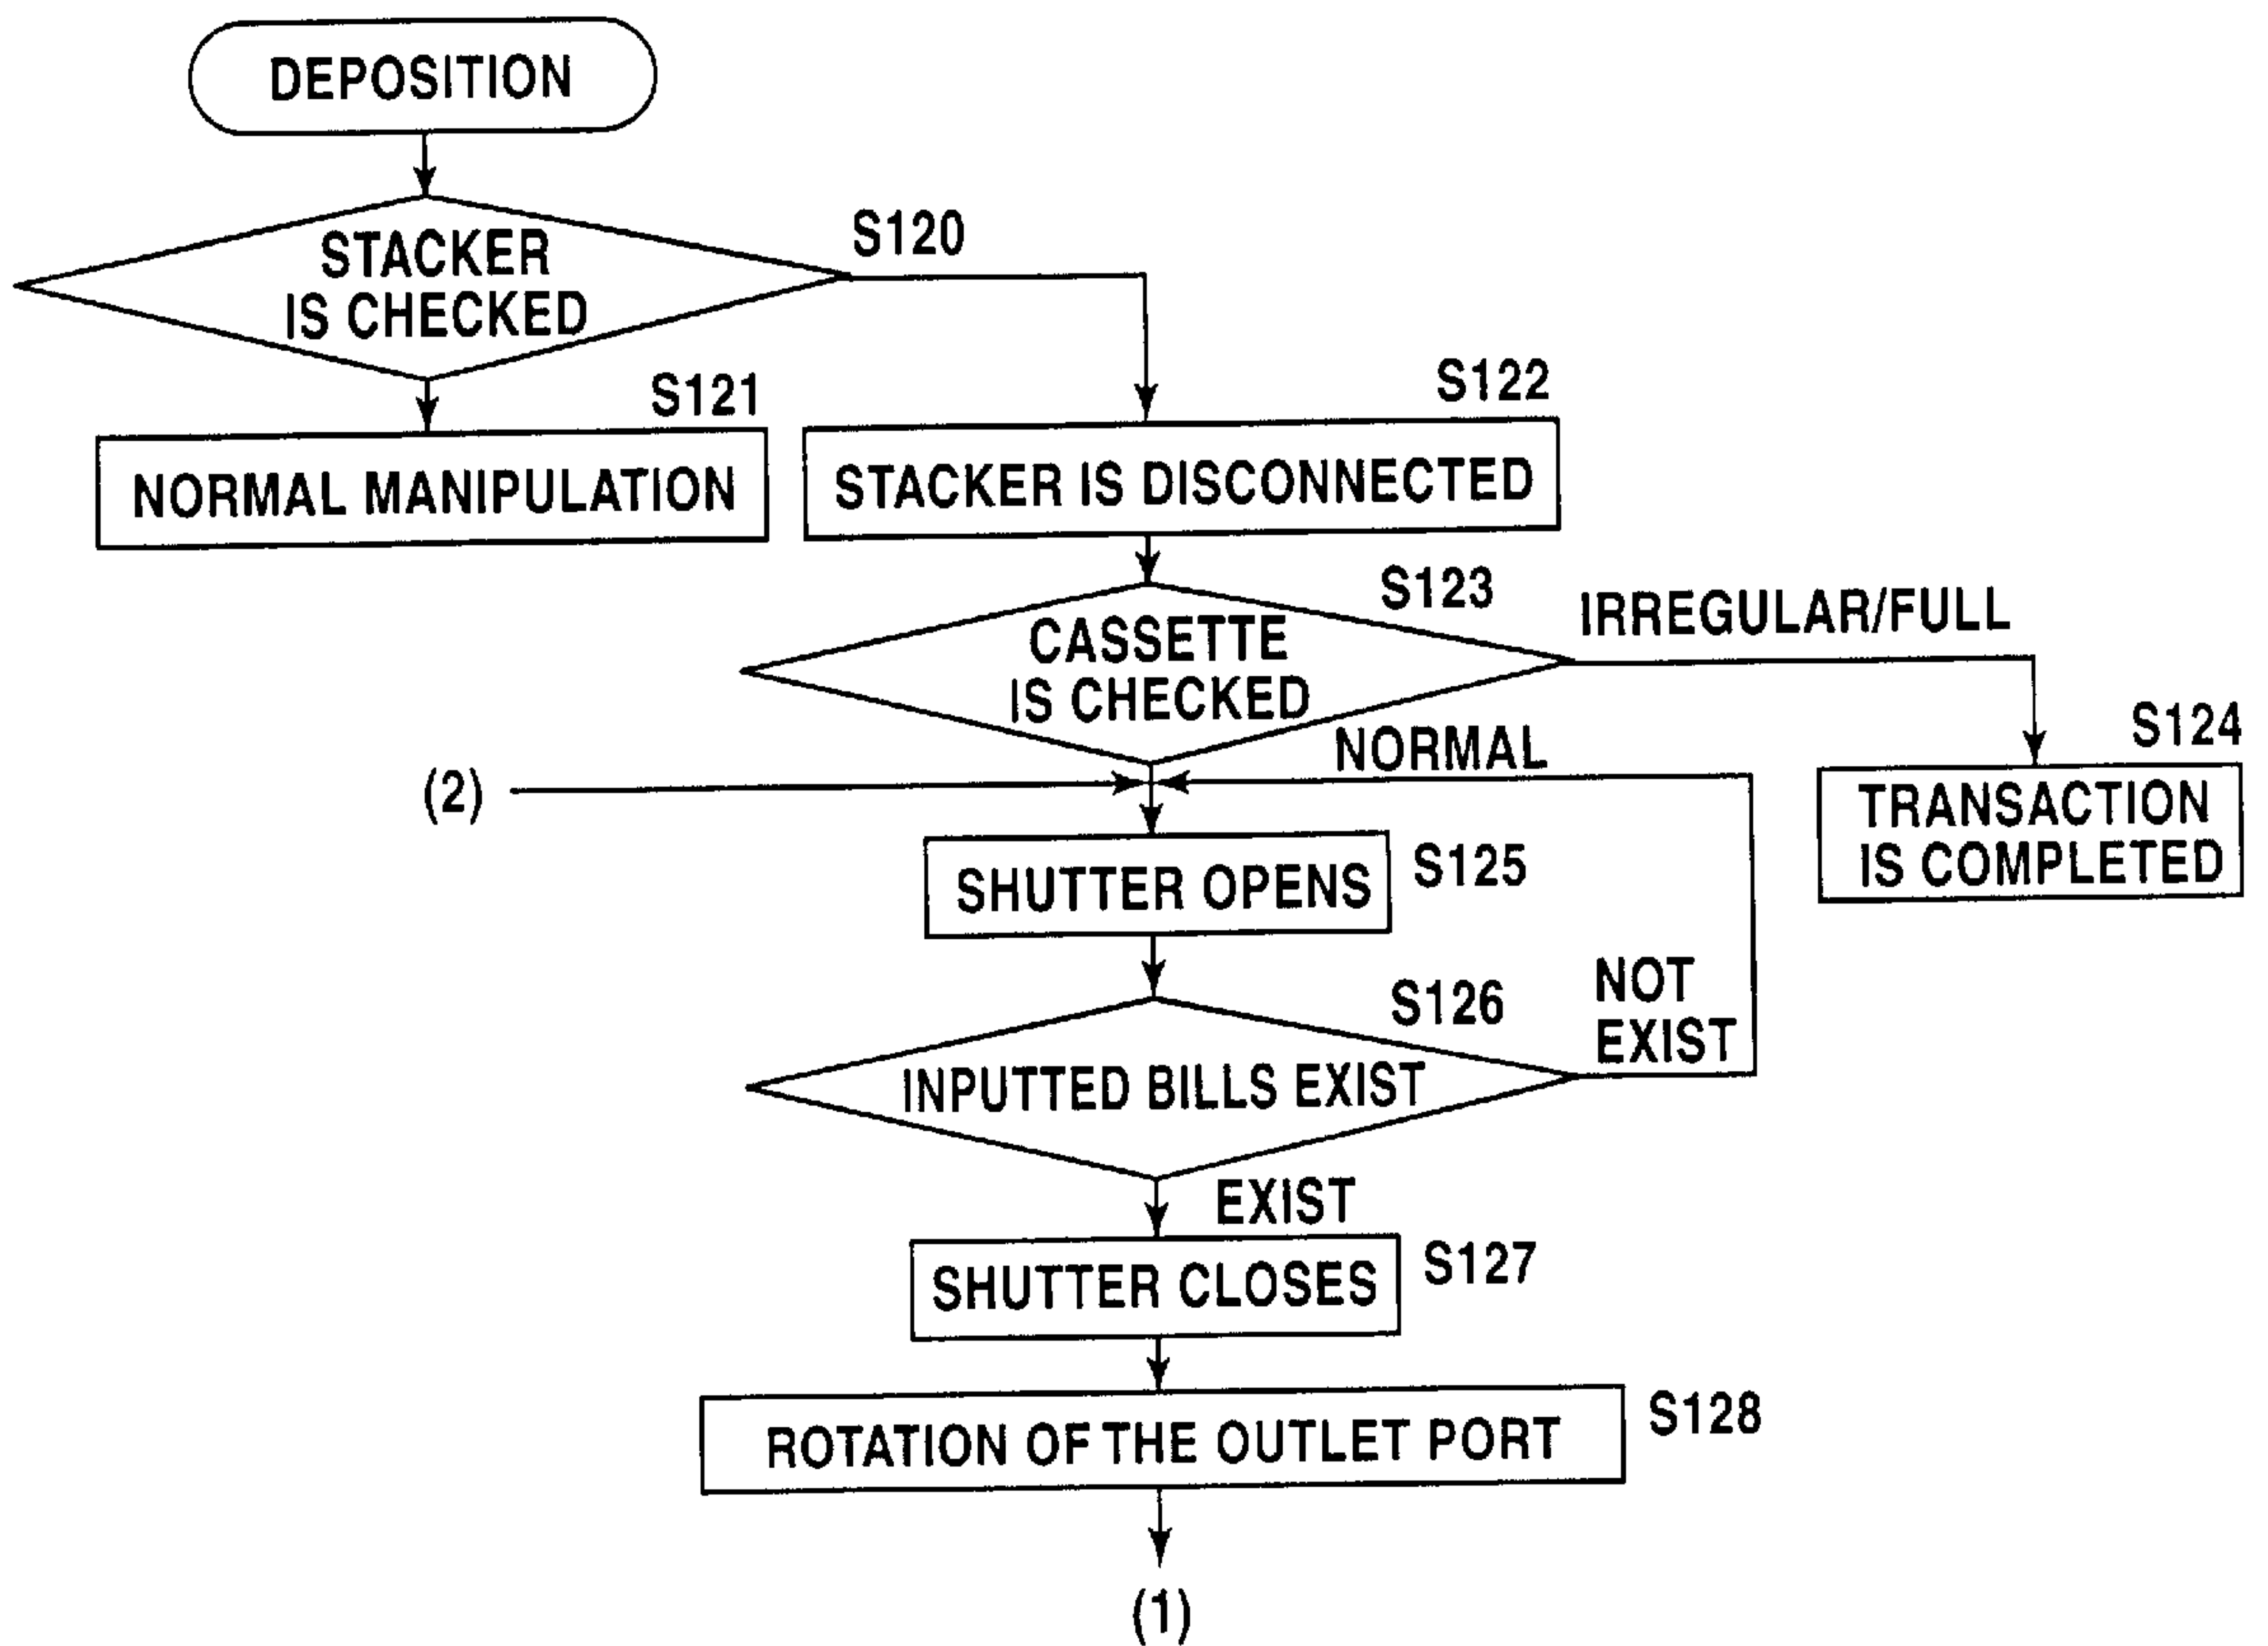 DEPOSITION
STACKER
IS CHECKED
S120
S121
NORMAL MANIPULATION
S122
STACKER IS DISCONNECTED
S123
CASSETTE
IS CHECKED
IRREGULAR/FULL
S124
TRANSACTION
IS COMPLETED
NORMAL
(2)
SHUTTER OPENS
S125
S126
INPUTTED BILLS EXIST
NOT
EXIST
EXIST
SHUTTER CLOSES
S127
ROTATION OF THE OUTLET PORT
S128
(1)